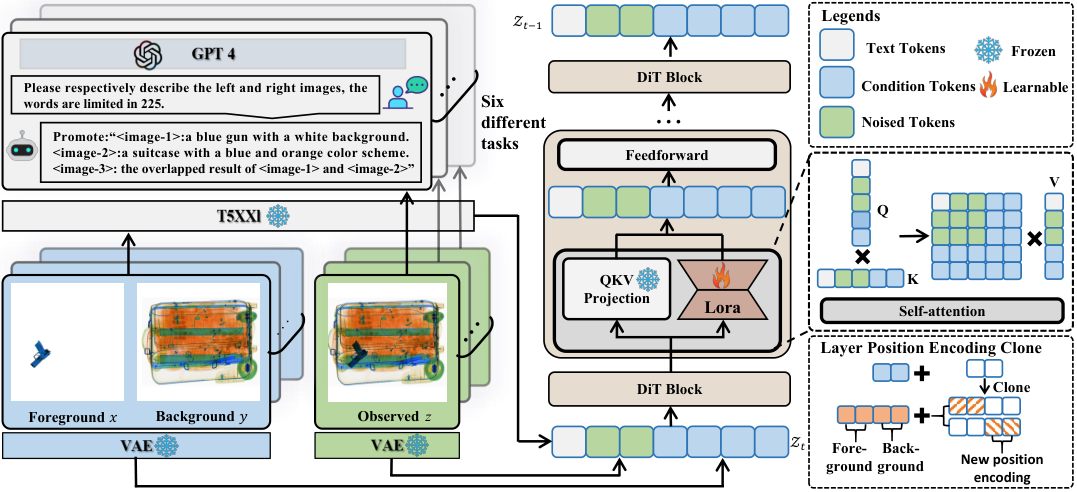 GPT 4
Please respectively describe the left and right images, the
words are limited in 225.
Promote:“<image-1>:a blue gun with a white background.
<image-2>:a suitcase with a blue and orange color scheme.
<image-3>: the overlapped result of <image-1> and <image-2>”
Six
different
tasks
T5XXl
Foreground x
Background y
Observed z
VAE
VAE
z_{t-1}
DiT Block
...
Feedforward
QKV
Projection
Lora
DiT Block
z_t
Legends
Text Tokens
Frozen
Condition Tokens
Learnable
Noised Tokens
V
Q
K
Self-attention
Layer Position Encoding Clone
Clone
Fore-
ground
Back-
ground
New position
encoding